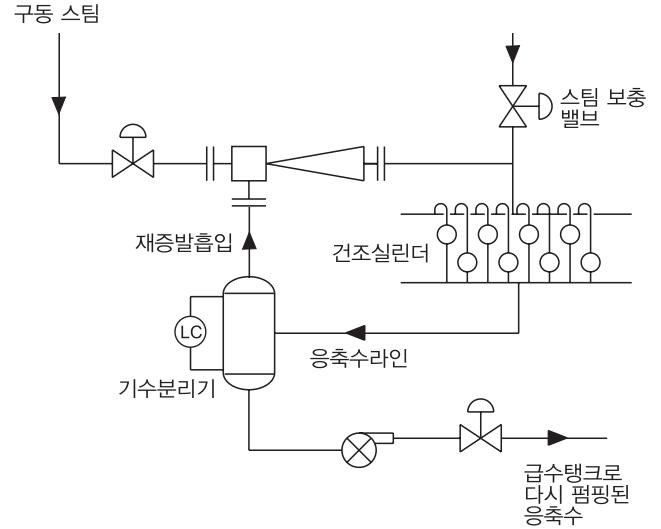 구동 스팀
스팀 보충
밸브
재증발흡입
건조실린더
LC
응축수라인
기수분리기
급수탱크로
다시 펌핑된
응축수